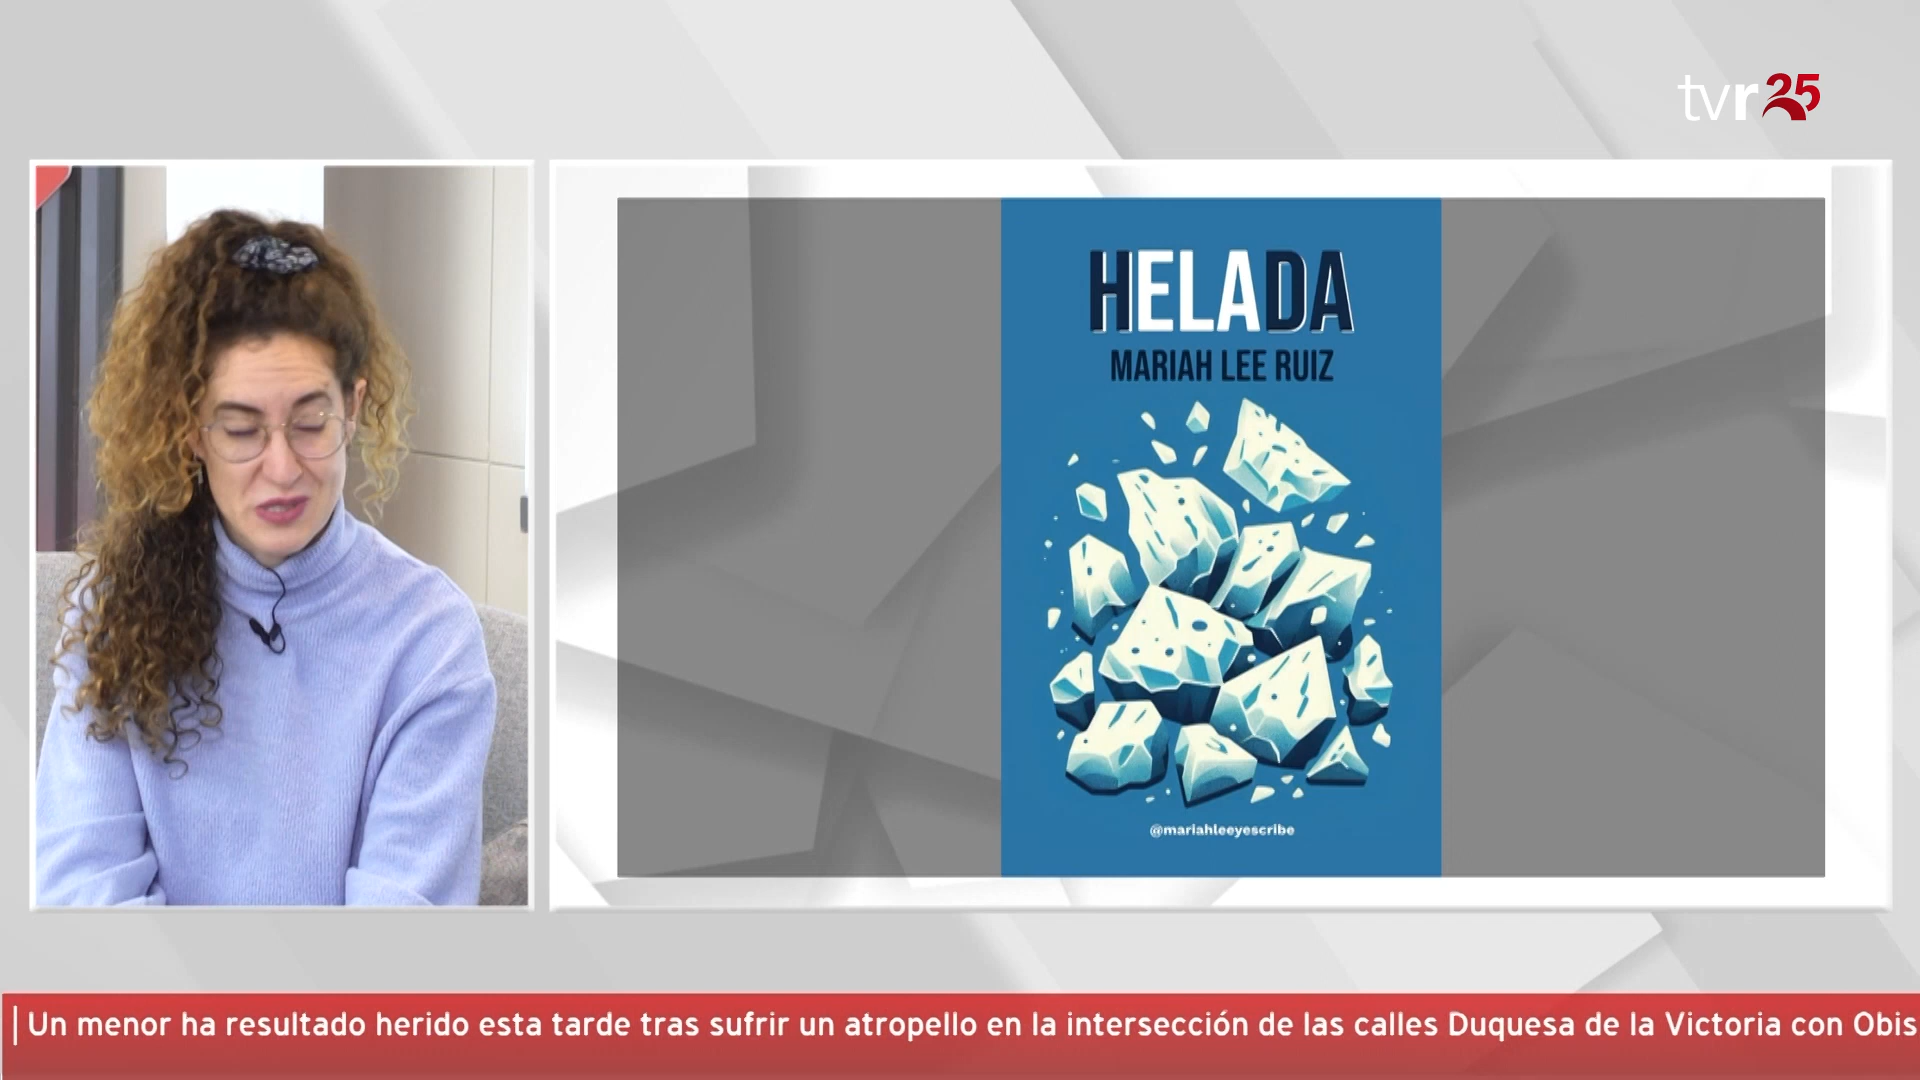 tvr25
HELADA
MARIAH LEE RUIZ
@mariahleeyescribe
| Un menor ha resultado herido esta tarde tras sufrir un atropello en la intersección de las calles Duquesa de la Victoria con Obis